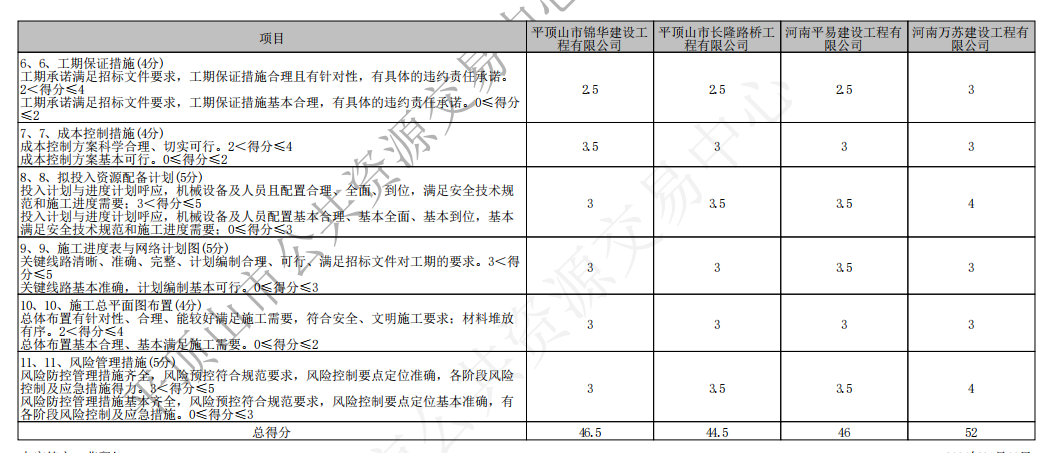 项目
平顶山市锦华建设工
程有限公司
平顶山市长隆路桥工
程有限公司
河南平易建设工程有
限公司
河南万苏建设工程有
限公司
6、6、工期保证措施(4分)
工期承诺满足招标文件要求，工期保证措施合理且有针对性，有具体的违约责任承诺。
2<得分≤4
工期承诺满足招标文件要求，工期保证措施基本合理，有具体的违约责任承诺。0≤得分
≤2
2.5
2.5
2.5
3
7、7、成本控制措施(4分)
成本控制方案科学合理、切实可行。2<得分≤4
成本控制方案基本可行。0≤得分≤2
3.5
3
3
3
8、8、拟投入资源配备计划(5分)
投入计划与进度计划呼应，机械设备及人员且配置合理、全面、到位，满足安全技术规
范和施工进度需要；3<得分≤5
投入计划与进度计划呼应，机械设备及人员配置基本合理、基本全面、基本到位，基本
满足安全技术规范和施工进度需要；0≤得分≤3
3
3.5
3.5
4
9、9、施工进度表与网络计划图(5分)
关键线路清晰、准确、完整、计划编制合理、可行、满足招标文件对工期的要求。3<得
分≤5
关键线路基本准确，计划编制基本可行。0≤得分≤3
3
3
3.5
3
10、10、施工总平面图布置(4分)
总体布置有针对性、合理、能较好满足施工需要，符合安全、文明施工要求；材料堆放
有序。2<得分≤4
总体布置基本合理、基本满足施工需要。0≤得分≤2
3
3
3
3
11、11、风险管理措施(5分)
风险防控管理措施齐全，风险预控符合规范要求，风险控制要点定位准确，各阶段风险
控制及应急措施得力。3<得分≤5
风险防控管理措施基本齐全，风险预控符合规范要求，风险控制要点定位基本准确，有
各阶段风险控制及应急措施。0≤得分≤3
3
3.5
3.5
4
总得分
46.5
44.5
46
52
平顶山市公共资源交易中心
市公共资源交易中心